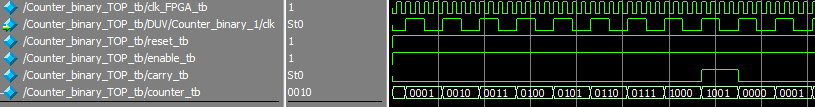 /Counter_binary_TOP_tb/clk_FPGA_tb 1
/Counter_binary_TOP_tb/DUV/Counter_binary_1/clk St0
/Counter_binary_TOP_tb/reset_tb 1
/Counter_binary_TOP_tb/enable_tb 1
/Counter_binary_TOP_tb/carry_tb St0
/Counter_binary_TOP_tb/counter_tb 0010 0001 0010 0011 0100 0101 0110 0111 1000 1001 0000 0001